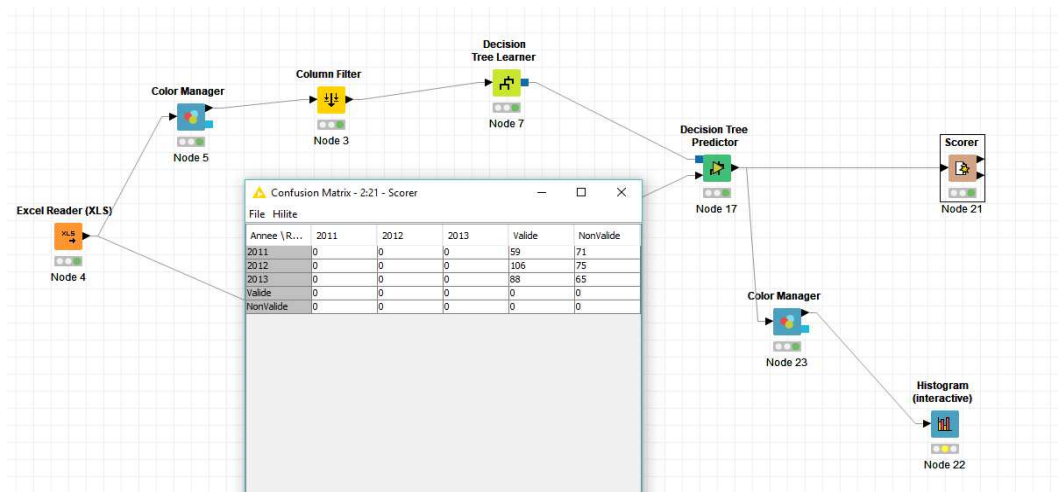 Decision
Tree Learner
Node 7
Column Filter
Node 3
Color Manager
Node 5
Decision Tree
Predictor
Node 17
Scorer
Node 21
Excel Reader (XLS)
XLS
Node 4
Confusion Matrix - 2:21 - Scorer
File Hilite
Annee \ R... 2011 2012 2013 Valide NonValide
2011 0 0 0 59 71
2012 0 0 0 106 75
2013 0 0 0 88 65
Valide 0 0 0 0 0
NonValide 0 0 0 0 0
Color Manager
Node 23
Histogram
(interactive)
Node 22